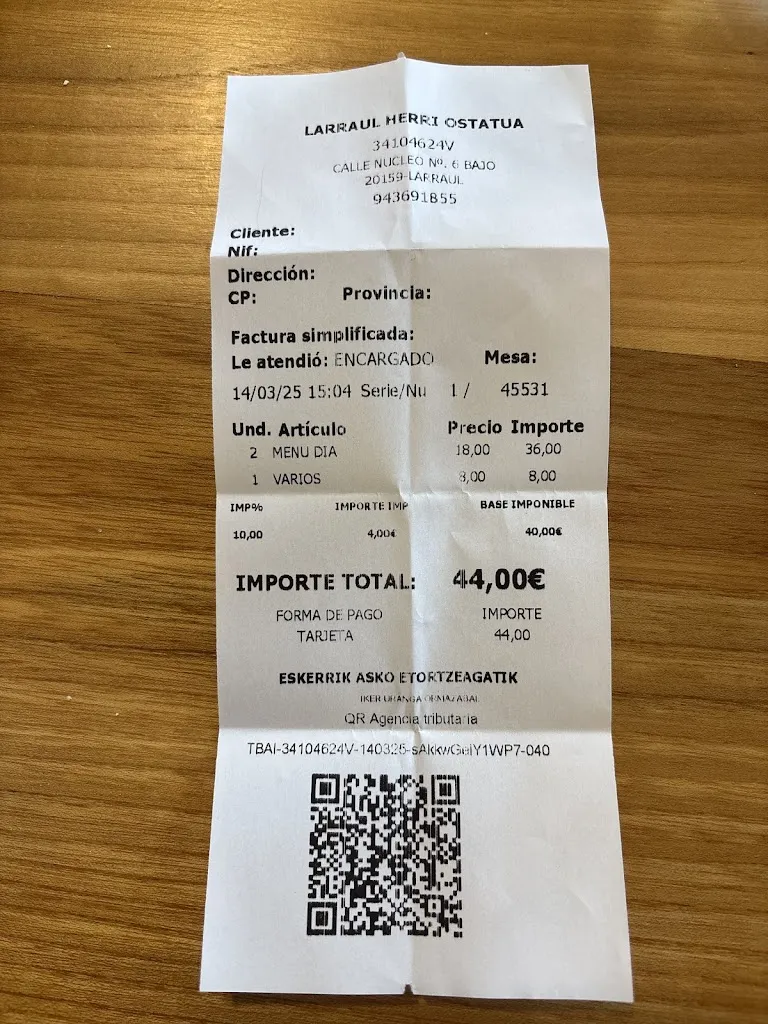 LARRAUL HERRI OSTATUA
34104624V
CALLE NUCLEO Nº. 6 BAJO
20159-LARRAUL
943691855
Cliente:
Nif:
Dirección:
CP: Provincia:
Factura simplificada:
Le atendió: ENCARGADO Mesa:
14/03/25 15:04 Serie/Nu 1 / 45531
Und. Artículo Precio Importe
2 MENU DIA 18,00 36,00
1 VARIOS 8,00 8,00
IMP% IMPORTE IMP BASE IMPONIBLE
10,00 4,00€ 40,00€
IMPORTE TOTAL: 44,00€
FORMA DE PAGO IMPORTE
TARJETA 44,00
ESKERRIK ASKO ETORTZEAGATIK
IKER URANGA ORMAZABAL
QR Agencia tributaria